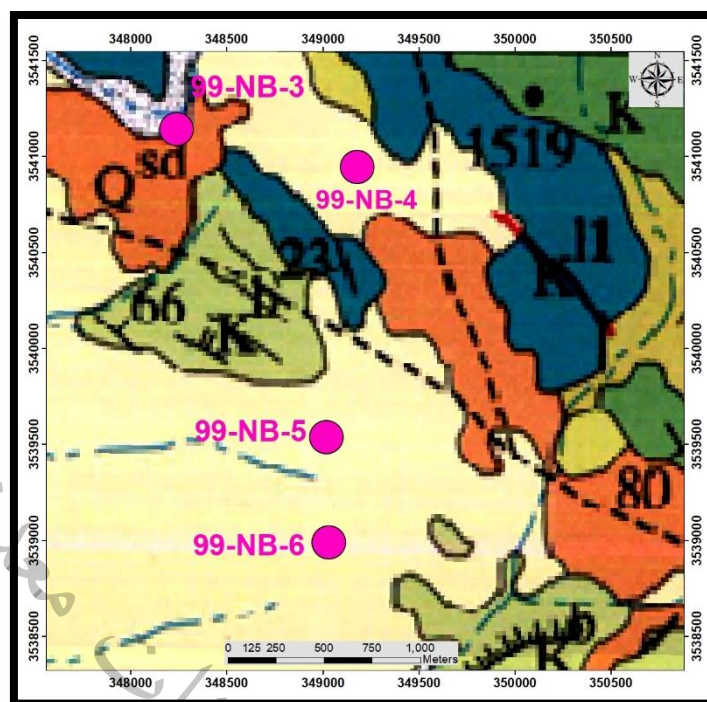 348000 348500 349000 349500 350000 350500
3541500 3541500
N
W E
S
99-NB-3
K
1519
3541000 3541000
sd
99-NB-4
Q
3540500 3540500
23 l1
K
66 b
K
3540000 3540000
99-NB-5
3539500 3539500
80
3539000 3539000
99-NB-6
3538500 3538500
b
K
0 125 250 500 750 1,000
Meters
348000 348500 349000 349500 350000 350500